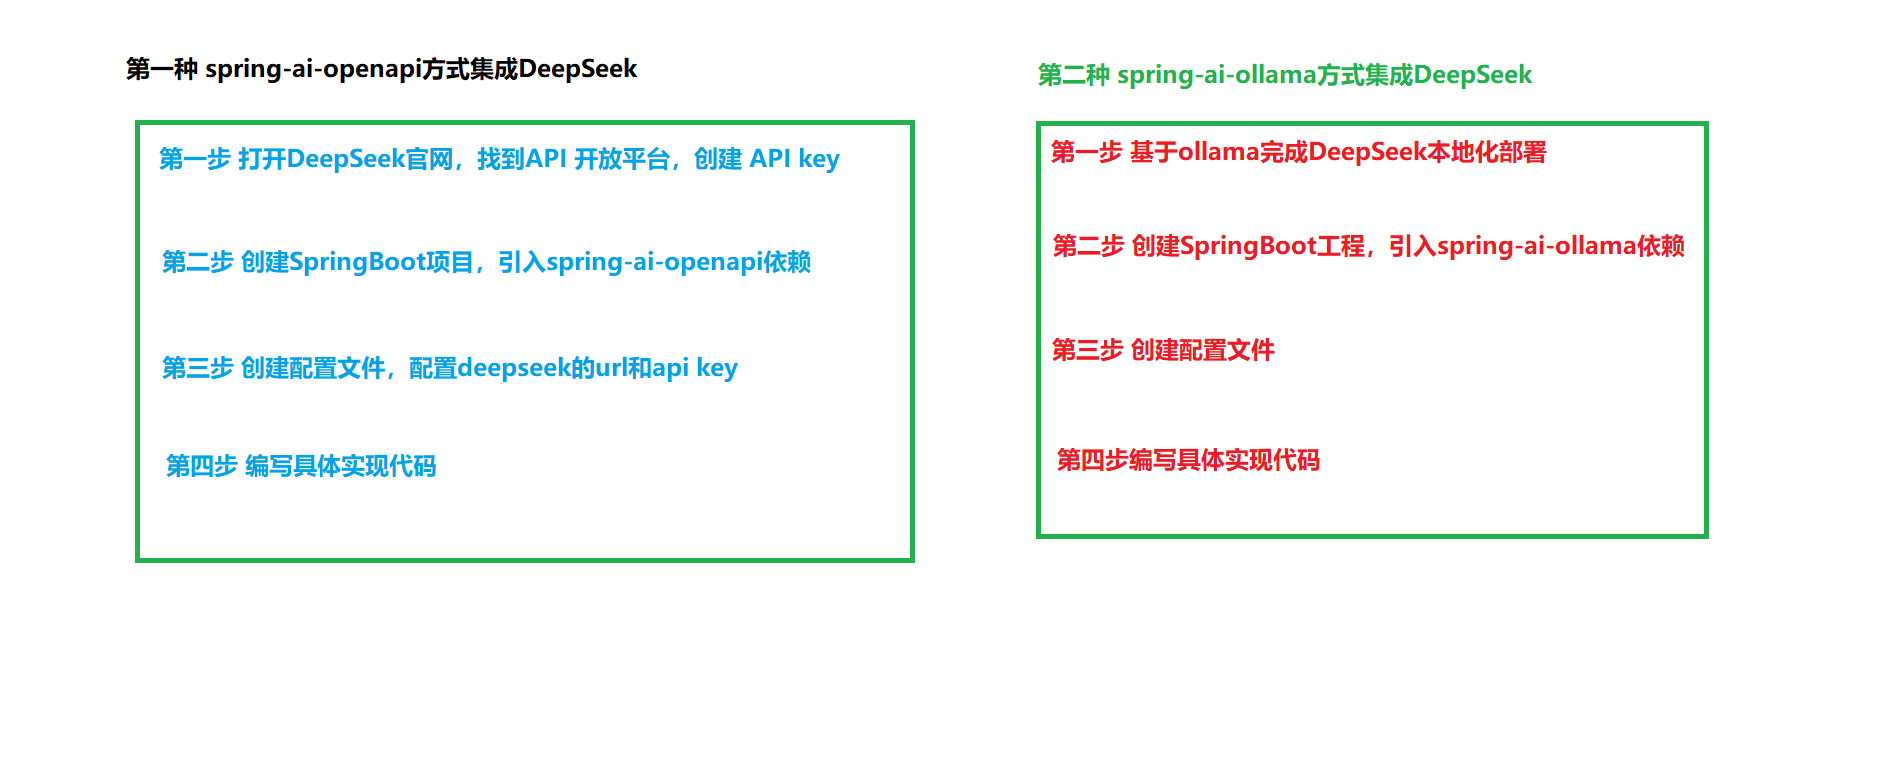 第一种 spring-ai-openapi方式集成DeepSeek
第一步 打开DeepSeek官网，找到API 开放平台，创建 API key
第二步 创建SpringBoot项目，引入spring-ai-openapi依赖
第三步 创建配置文件，配置deepseek的url和api key
第四步 编写具体实现代码
第二种 spring-ai-ollama方式集成DeepSeek
第一步 基于ollama完成DeepSeek本地化部署
第二步 创建SpringBoot工程，引入spring-ai-ollama依赖
第三步 创建配置文件
第四步编写具体实现代码